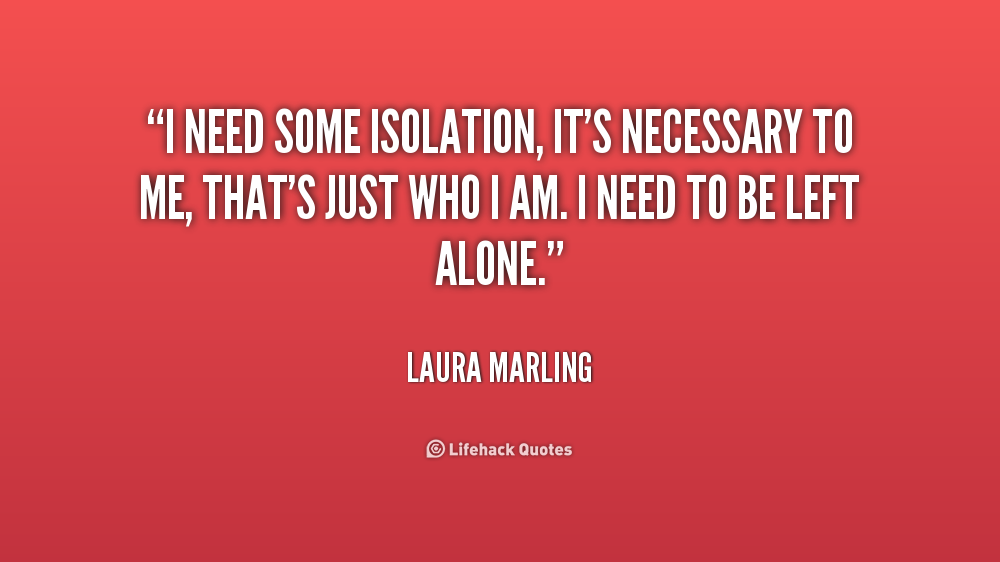 “I NEED SOME ISOLATION, IT’S NECESSARY TO
ME, THAT’S JUST WHO I AM. I NEED TO BE LEFT
ALONE.”
LAURA MARLING
Lifehack Quotes